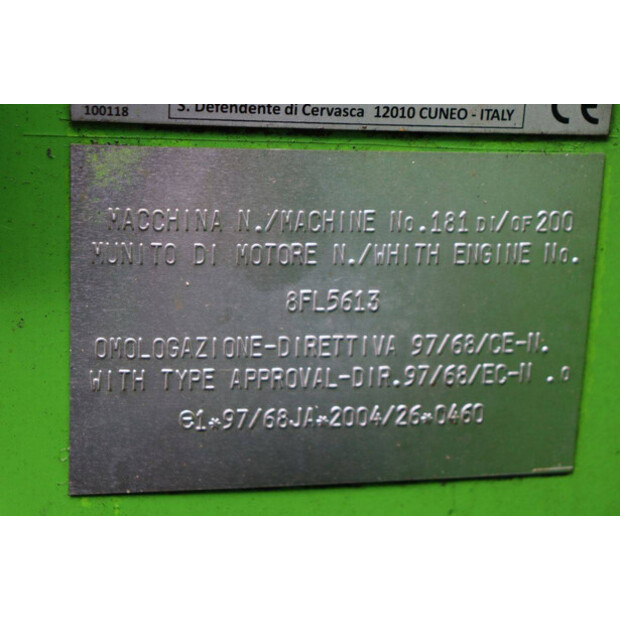 100118
S. Defendente di Cervasca 12010 CUNEO - ITALY
CE
MACCHINA N./MACHINE No.181 DI/OF 200
MUNITO DI MOTORE N./WHITH ENGINE No.
8FL5613
OMOLOGAZIONE-DIRETTIVA 97/68/CE-N.
WITH TYPE APPROVAL-DIR.97/68/EC-N .o
e1*97/68JA*2004/26*0460